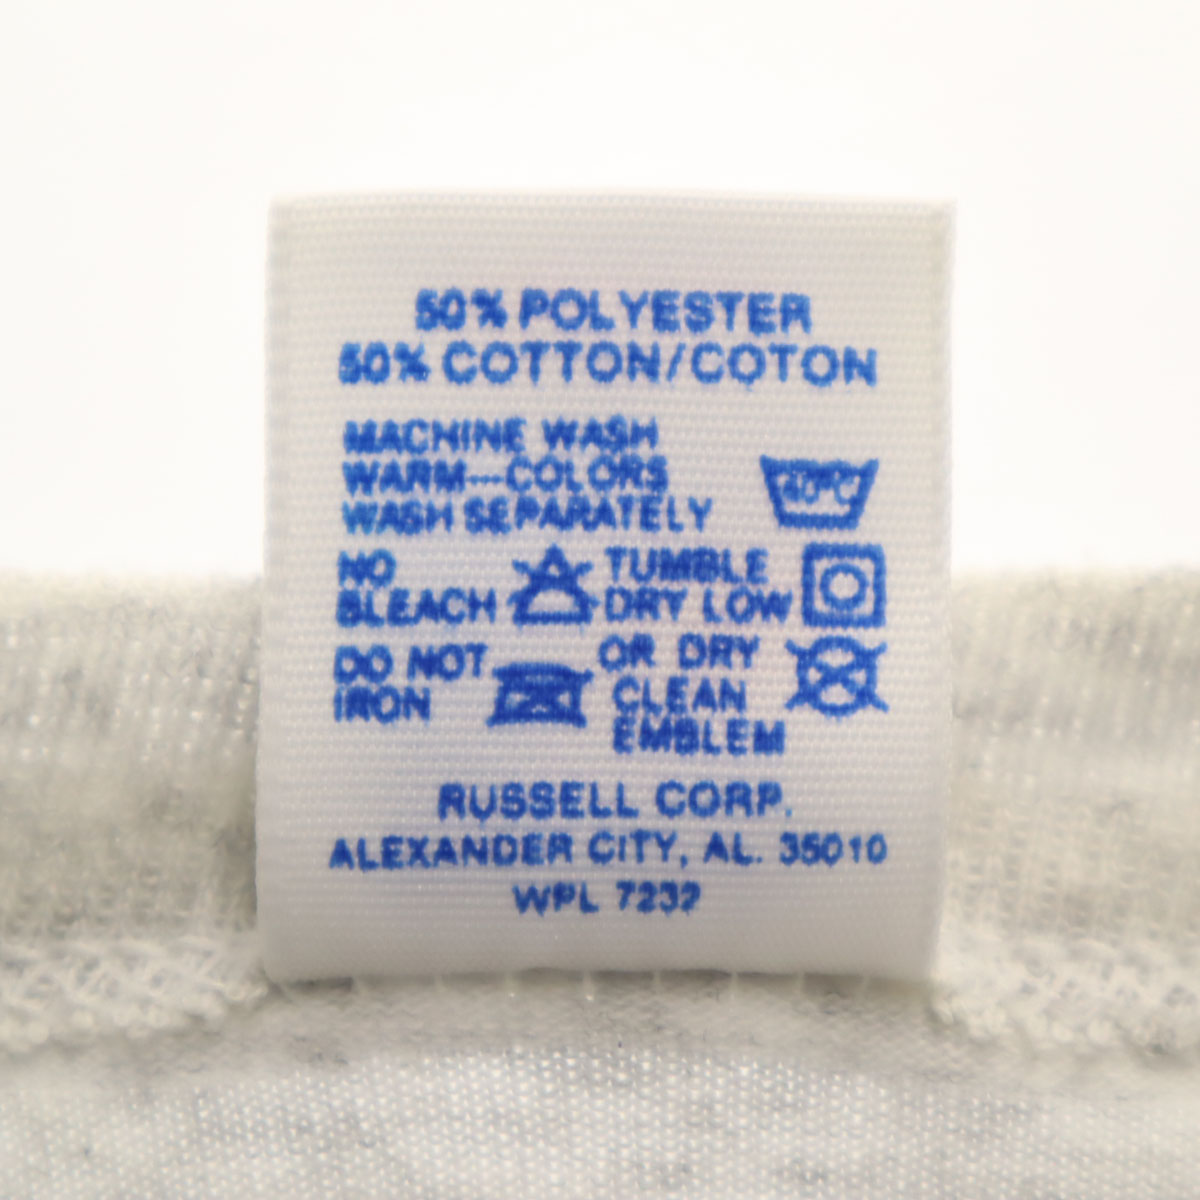 50% POLYESTER
50% COTTON/COTON
MACHINE WASH
WARM—COLORS
WASH SEPARATELY
40°C
NO
BLEACH
TUMBLE
DRY LOW
DO NOT
IRON
OR DRY
CLEAN
EMBLEM
RUSSELL CORP.
ALEXANDER CITY, AL. 35010
WPL 7232